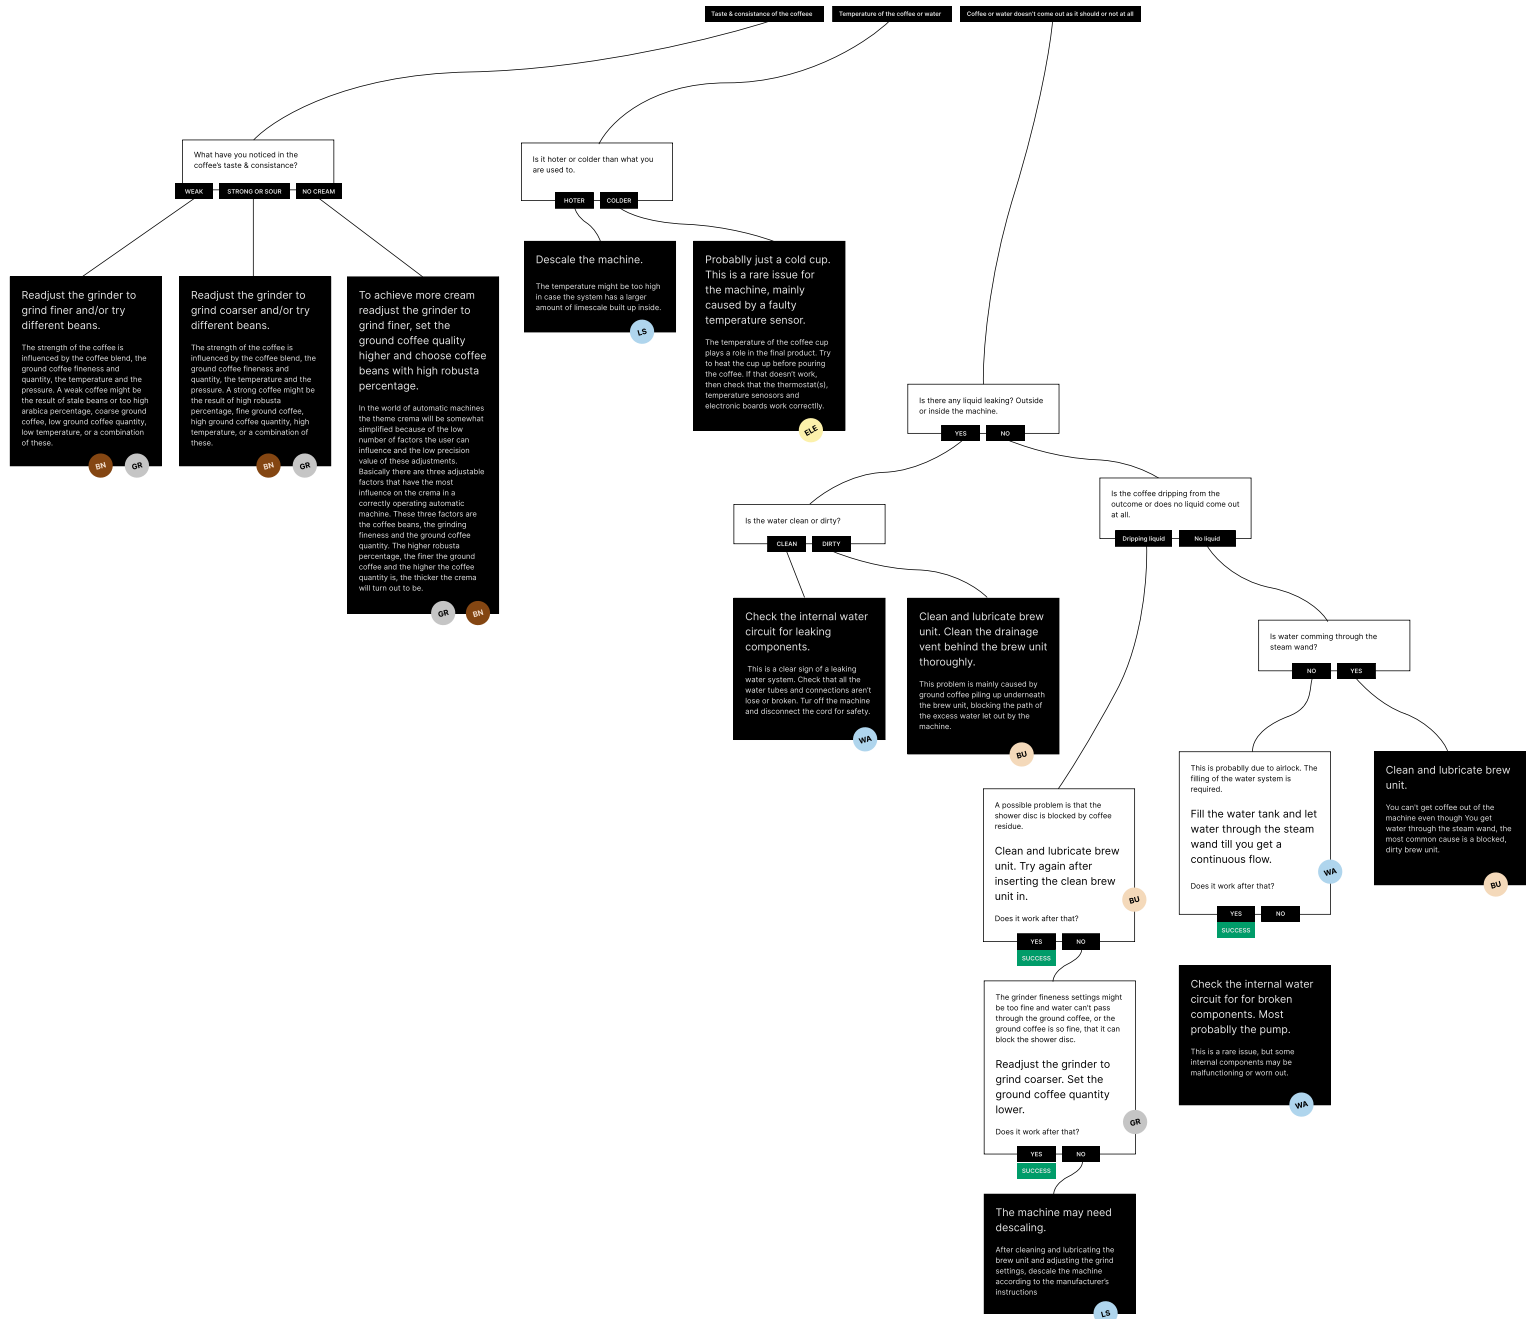 Taste & consistance of the coffeee
Temperature of the coffee or water
Coffee or water doesn't come out as it should or not at all
What have you noticed in the
coffee's taste & consistance?
WEAK
STRONG OR SOUR
NO CREAM
Readjust the grinder to
grind finer and/or try
different beans.
The strength of the coffee is
influenced by the coffee blend, the
ground coffee fineness and
quantity, the temperature and the
pressure. A weak coffee might be
the result of stale beans or too high
arabica percentage, coarse ground
coffee, low ground coffee quantity,
low temperature, or a combination
of these.
BN
GR
Readjust the grinder to
grind coarser and/or try
different beans.
The strength of the coffee is
influenced by the coffee blend, the
ground coffee fineness and
quantity, the temperature and the
pressure. A strong coffee might be
the result of high robusta
percentage, fine ground coffee,
high ground coffee quantity, high
temperature, or a combination of
these.
BN
GR
To achieve more cream
readjust the grinder to
grind finer, set the
ground coffee quality
higher and choose coffee
beans with high robusta
percentage.
In the world of automatic machines
the theme crema will be somewhat
simplified because of the low
number of factors the user can
influence and the low precision
value of these adjustments.
Basically there are three adjustable
factors that have the most
influence on the crema in a
correctly operating automatic
machine. These three factors are
the coffee beans, the grinding
fineness and the ground coffee
quantity. The higher robusta
percentage, the finer the ground
coffee and the higher the coffee
quantity is, the thicker the crema
will turn out to be.
GR
BN
Is it hoter or colder than what you
are used to.
HOTER
COLDER
Descale the machine.
The temperature might be too high
in case the system has a larger
amount of limescale built up inside.
LS
Probablly just a cold cup.
This is a rare issue for
the machine, mainly
caused by a faulty
temperature sensor.
The temperature of the coffee cup
plays a role in the final product. Try
to heat the cup up before pouring
the coffee. If that doesn't work,
then check that the thermostat(s),
temperature senosors and
electronic boards work correctlly.
ELE
Is there any liquid leaking? Outside
or inside the machine.
YES
NO
Is the water clean or dirty?
CLEAN
DIRTY
Check the internal water
circuit for leaking
components.
This is a clear sign of a leaking
water system. Check that all the
water tubes and connections aren't
lose or broken. Tur off the machine
and disconnect the cord for safety.
WA
Clean and lubricate brew
unit. Clean the drainage
vent behind the brew unit
thoroughly.
This problem is mainly caused by
ground coffee piling up underneath
the brew unit, blocking the path of
the excess water let out by the
machine.
BU
Is the coffee dripping from the
outcome or does no liquid come out
at all.
Dripping liquid
No liquid
A possible problem is that the
shower disc is blocked by coffee
residue.
Clean and lubricate brew
unit. Try again after
inserting the clean brew
unit in.
Does it work after that?
BU
YES
NO
SUCCESS
The grinder fineness settings might
be too fine and water can't pass
through the ground coffee, or the
ground coffee is so fine, that it can
block the shower disc.
Readjust the grinder to
grind coarser. Set the
ground coffee quantity
lower.
Does it work after that?
GR
YES
NO
SUCCESS
The machine may need
descaling.
After cleaning and lubricating the
brew unit and adjusting the grind
settings, descale the machine
according to the manufacturer's
instructions
LS
Is water comming through the
steam wand?
NO
YES
This is probablly due to airlock. The
filling of the water system is
required.
Fill the water tank and let
water through the steam
wand till you get a
continuous flow.
Does it work after that?
WA
YES
NO
SUCCESS
Check the internal water
circuit for for broken
components. Most
probablly the pump.
This is a rare issue, but some
internal components may be
malfunctioning or worn out.
WA
Clean and lubricate brew
unit.
You can't get coffee out of the
machine even though You get
water through the steam wand, the
most common cause is a blocked,
dirty brew unit.
BU